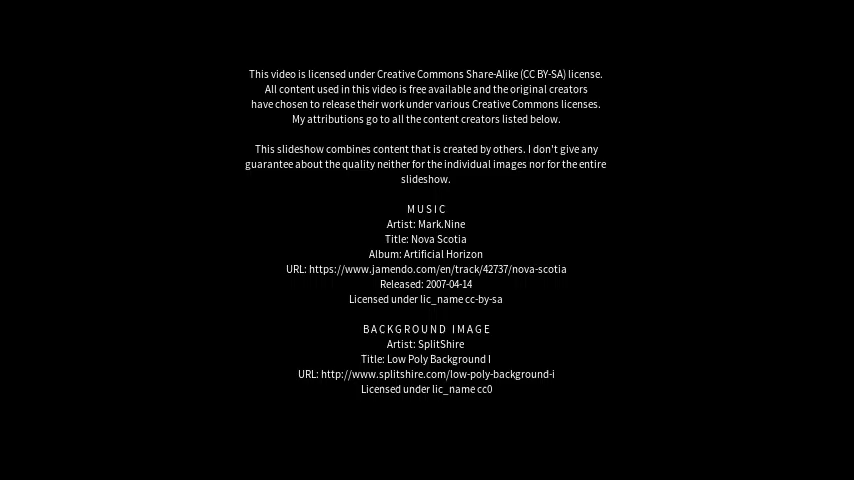 This video is licensed under Creative Commons Share-Alike (CC BY-SA) license.
All content used in this video is free available and the original creators
have chosen to release their work under various Creative Commons licenses.
My attributions go to all the content creators listed below.
This slideshow combines content that is created by others. I don't give any
guarantee about the quality neither for the individual images nor for the entire
slideshow.
MUSIC
Artist: Mark.Nine
Title: Nova Scotia
Album: Artificial Horizon
URL: https://www.jamendo.com/en/track/42737/nova-scotia
Released: 2007-04-14
Licensed under lic_name cc-by-sa
BACKGROUND IMAGE
Artist: SplitShire
Title: Low Poly Background I
URL: http://www.splitshire.com/low-poly-background-i
Licensed under lic_name cc0